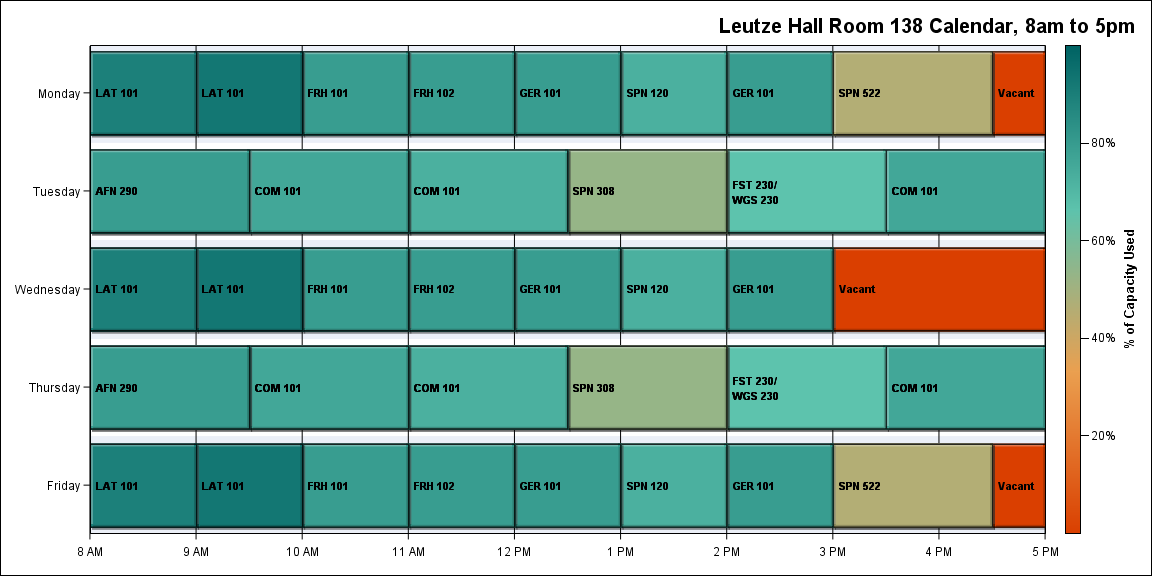 Leutze Hall Room 138 Calendar, 8am to 5pm
Monday
LAT 101
LAT 101
FRH 101
FRH 102
GER 101
SPN 120
GER 101
SPN 522
Vacant
Tuesday
AFN 290
COM 101
COM 101
SPN 308
FST 230/
WGS 230
COM 101
Wednesday
LAT 101
LAT 101
FRH 101
FRH 102
GER 101
SPN 120
GER 101
Vacant
Thursday
AFN 290
COM 101
COM 101
SPN 308
FST 230/
WGS 230
COM 101
Friday
LAT 101
LAT 101
FRH 101
FRH 102
GER 101
SPN 120
GER 101
SPN 522
Vacant
8 AM
9 AM
10 AM
11 AM
12 PM
1 PM
2 PM
3 PM
4 PM
5 PM
80%
60%
40%
20%
% of Capacity Used